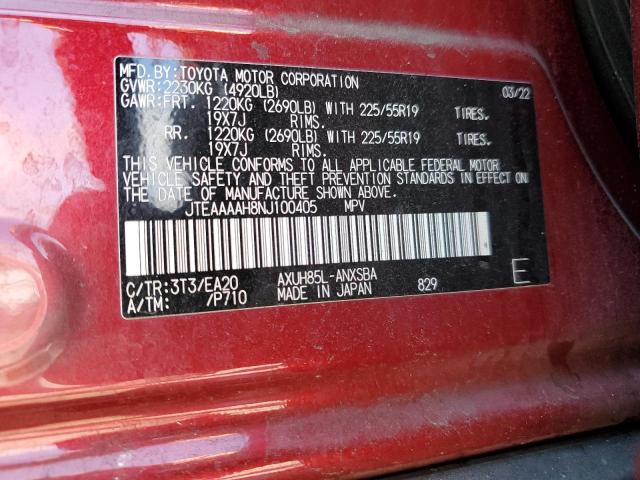 MFD.BY:TOYOTA MOTOR CORPORATION 03/22
GVWR:2230KG (4920LB)
GAWR:FRT. 1220KG (2690LB) WITH 225/55R19 TIRES.
19X7J RIMS.
RR. 1220KG (2690LB) WITH 225/55R19 TIRES.
19X7J RIMS.
THIS VEHICLE CONFORMS TO ALL APPLICABLE FEDERAL MOTOR
VEHICLE SAFETY AND THEFT PREVENTION STANDARDS IN EFFECT ON
THE DATE OF MANUFACTURE SHOWN ABOVE.
JTEAAAAH8NJ100405 MPV
C/TR:3T3/EA20 AXUH85L-ANXSBA
A/TM: /P710 MADE IN JAPAN 829 E